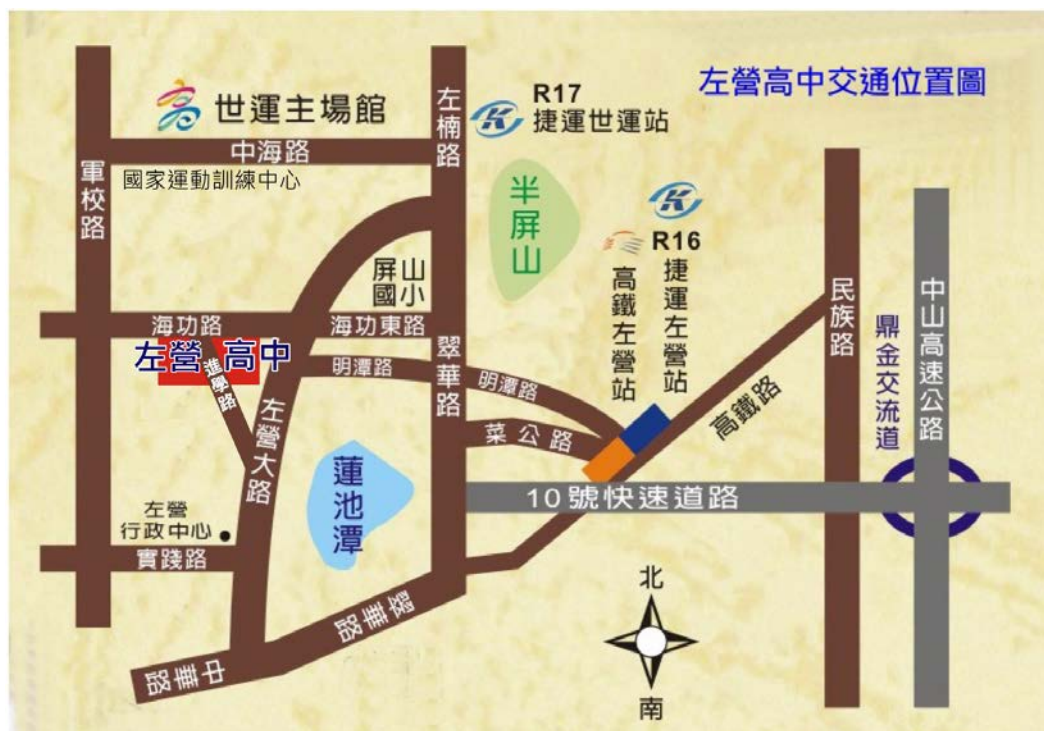 左營高中交通位置圖
世運主場館
R17
捷運世運站
左楠路
中海路
國家運動訓練中心
軍校路
半屏山
R16
捷運左營站
高鐵左營站
民族路
中山高速公路
鼎金交流道
屏山
國小
海功路
海功東路
左營高中
進學路
明潭路
翠華路
明潭路
菜公路
高鐵路
左營大路
蓮池潭
10號快速道路
左營
行政中心
實踐路
翠華路
中華路
北
南